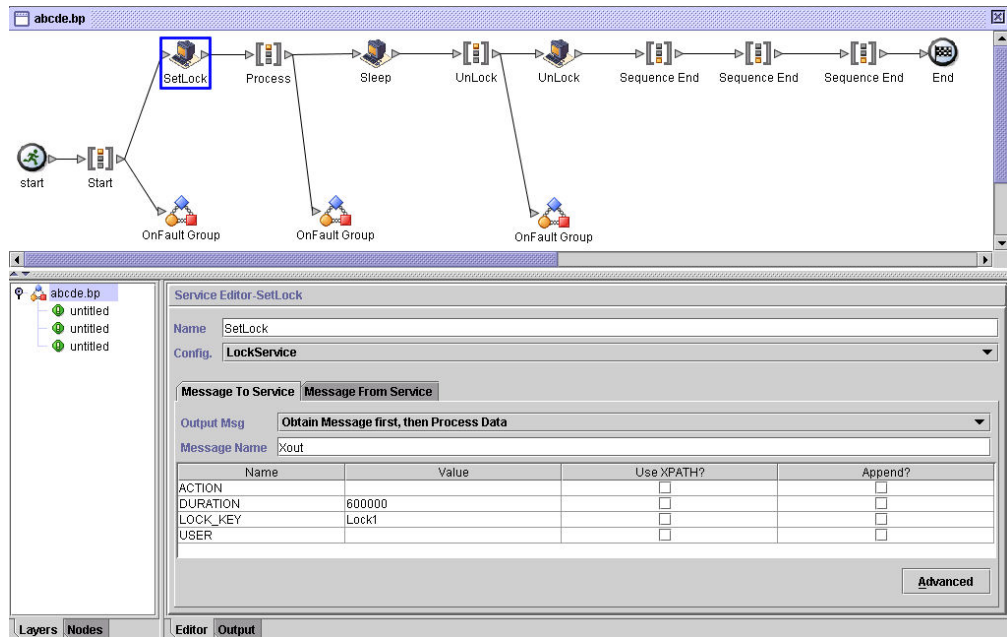 abcde.bp
SetLock Process Sleep UnLock UnLock Sequence End Sequence End Sequence End End
start Start
OnFault Group OnFault Group OnFault Group
abcde.bp
untitled
untitled
untitled
Service Editor-SetLock
Name SetLock
Config. LockService
Message To Service Message From Service
Output Msg Obtain Message first, then Process Data
Message Name Xout
Name Value Use XPATH? Append?
ACTION
DURATION 600000
LOCK_KEY Lock1
USER
Advanced
Layers Nodes Editor Output